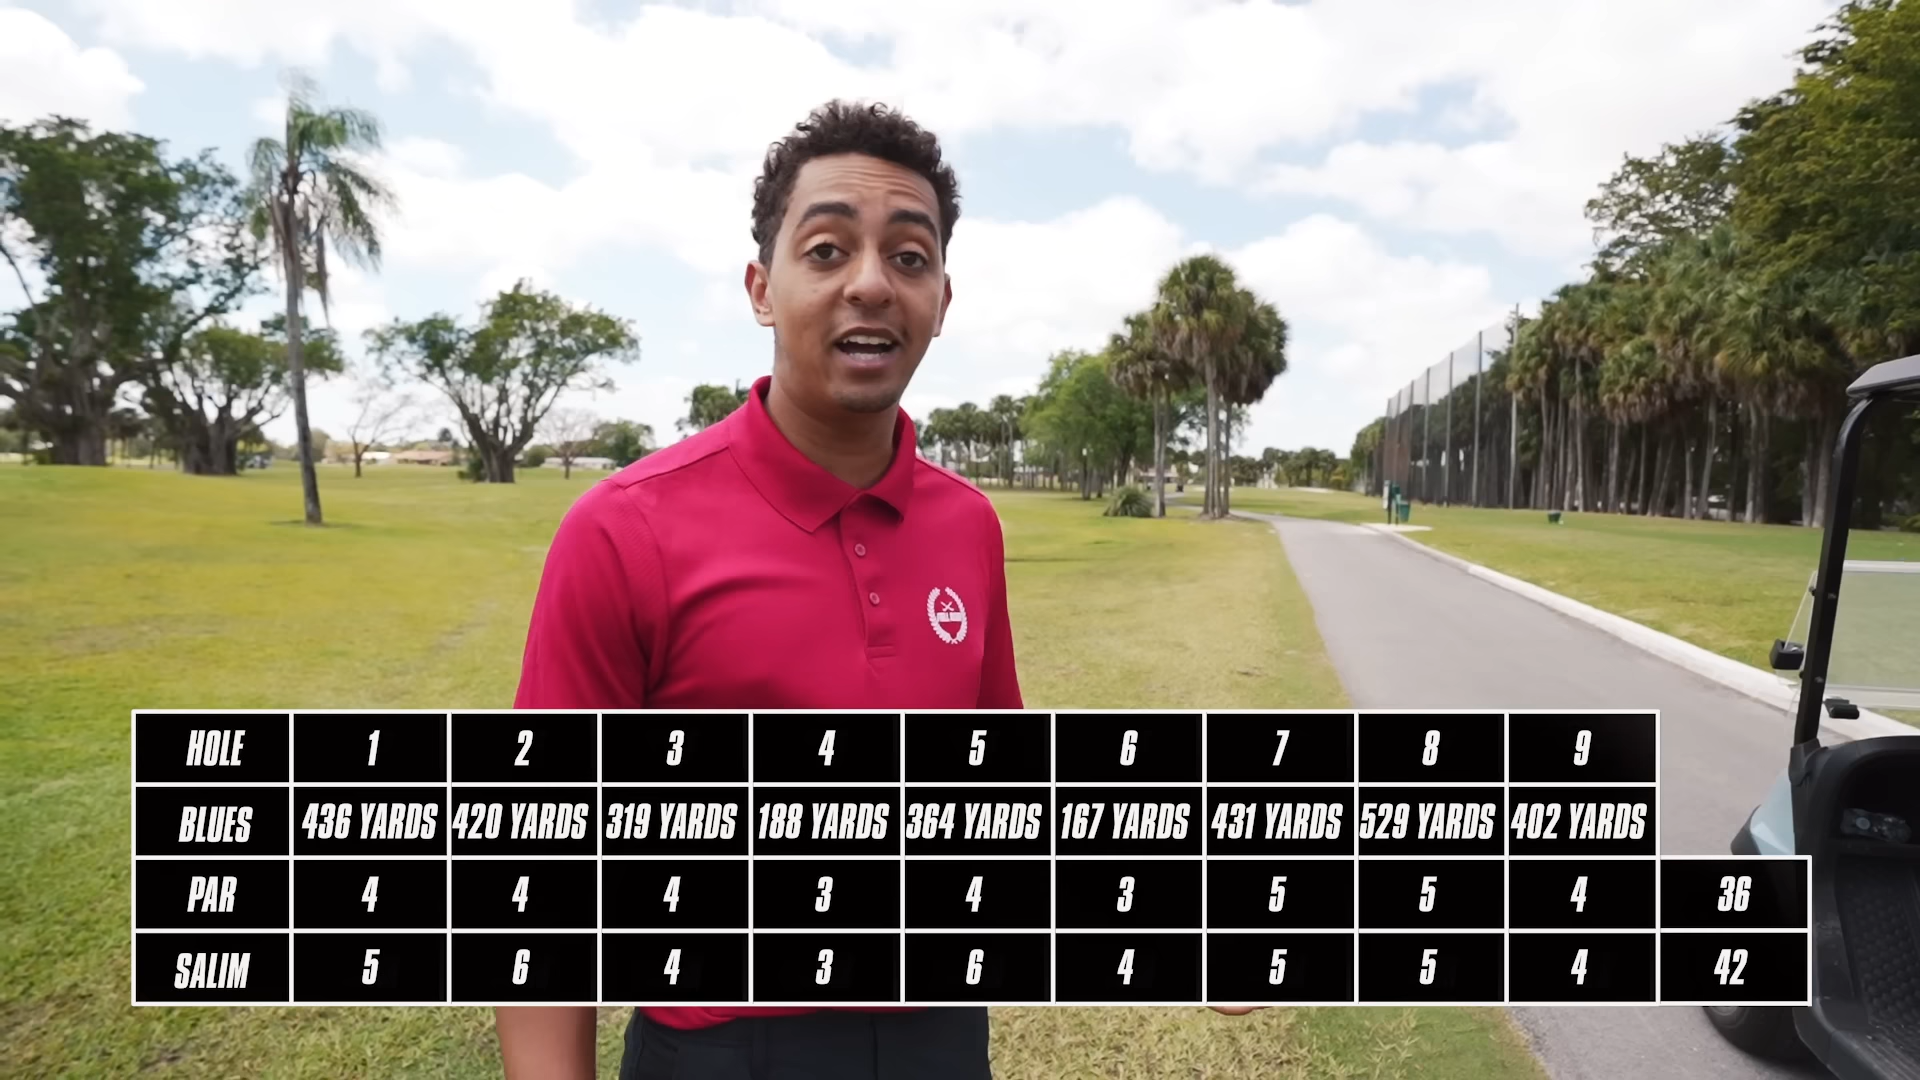 HOLE 1 2 3 4 5 6 7 8 9
BLUES 436 YARDS 420 YARDS 319 YARDS 188 YARDS 364 YARDS 167 YARDS 431 YARDS 529 YARDS 402 YARDS
PAR 4 4 4 3 4 3 5 5 4 36
SALIM 5 6 4 3 6 4 5 5 4 42